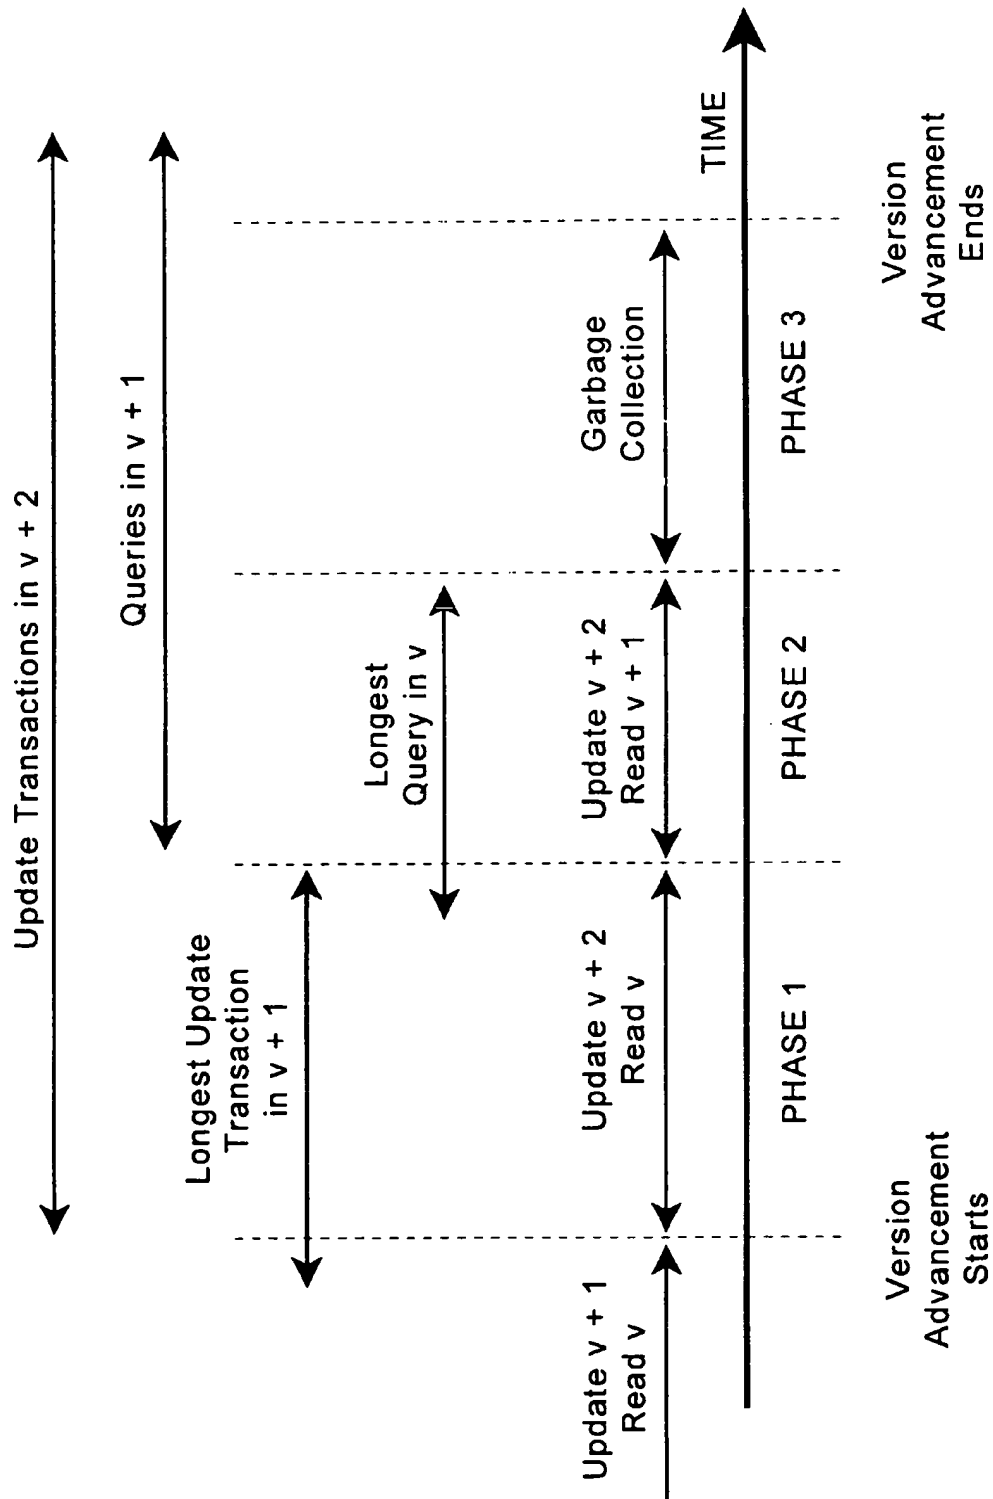 Update Transactions in v + 2
Queries in v + 1
Longest Update
Transaction
in v + 1
Longest
Query in v
Update v + 1
Read v
Update v + 2
Read v
Update v + 2
Read v + 1
Garbage
Collection
TIME
PHASE 1
PHASE 2
PHASE 3
Version
Advancement
Starts
Version
Advancement
Ends